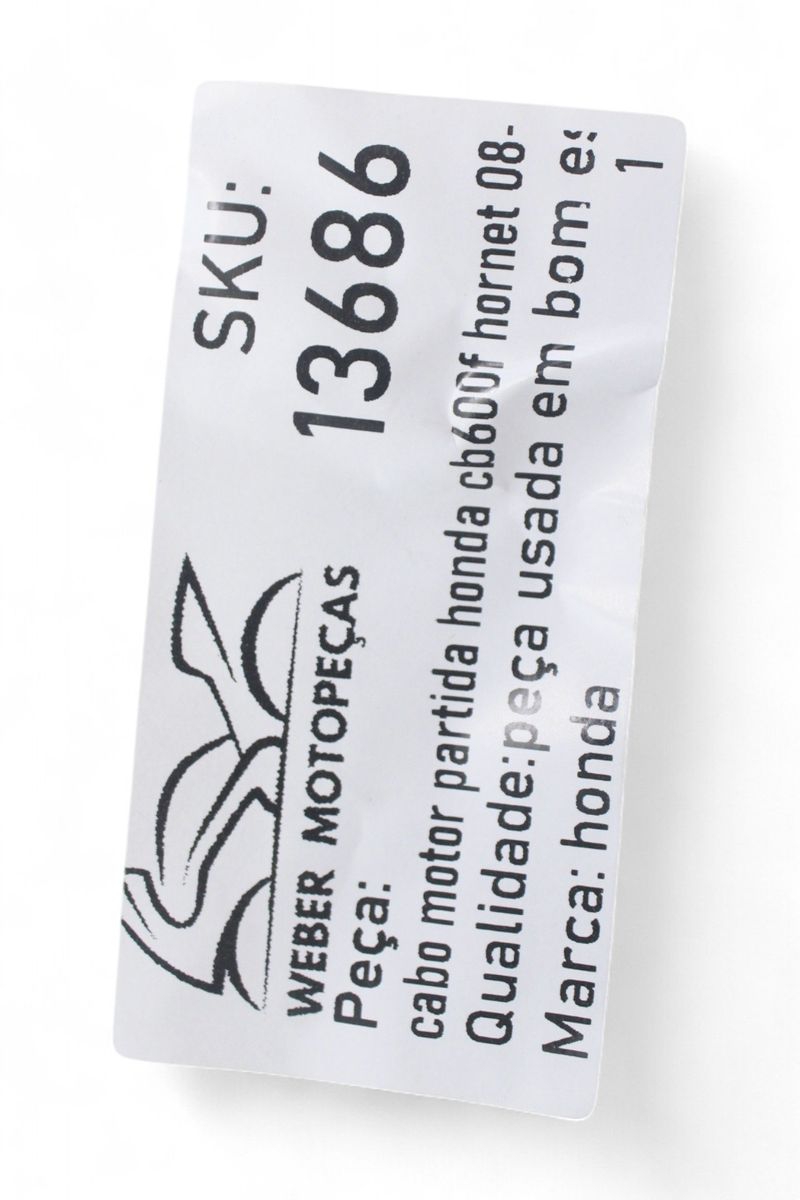 WEBER MOTOPEÇAS
SKU:
13686
Peça:
cabo motor partida honda cb600f hornet 08-
Qualidade:peça usada em bom es
Marca: honda
1